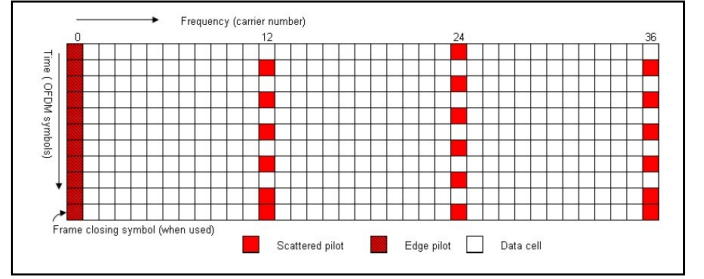 Frequency (carrier number)
0 12 24 36
Time ( OFDM symbols)
Frame closing symbol (when used)
Scattered pilot Edge pilot Data cell